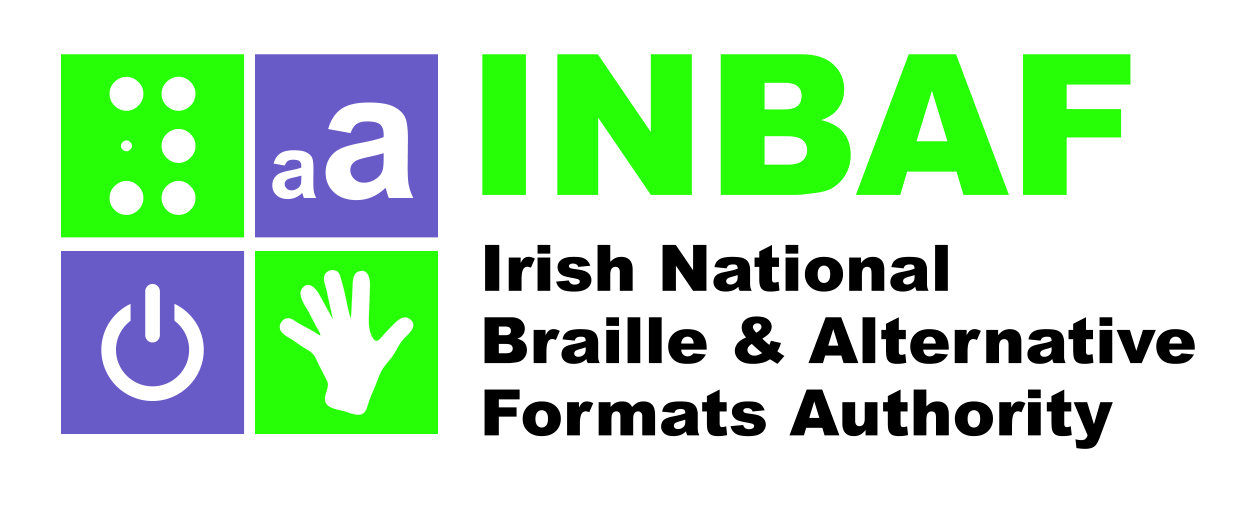 aa
INBAF
Irish National
Braille & Alternative
Formats Authority